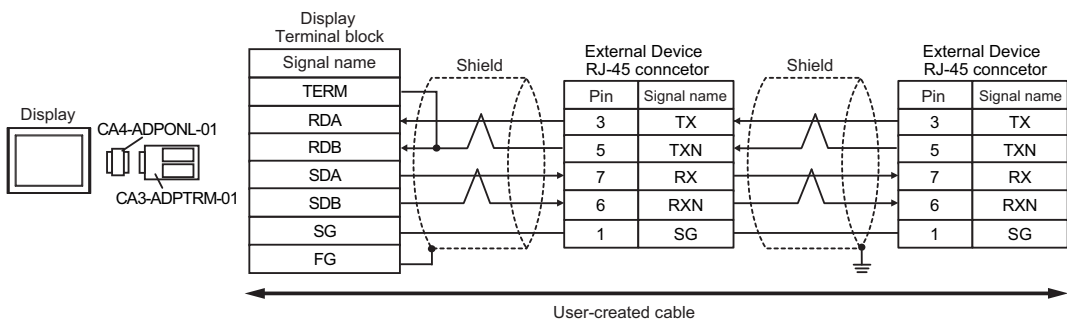 Display
CA4-ADPONL-01
CA3-ADPTRM-01
Display
Terminal block
Signal name
TERM
RDA
RDB
SDA
SDB
SG
FG
Shield
External Device
RJ-45 conncetor
Pin Signal name
3 TX
5 TXN
7 RX
6 RXN
1 SG
Shield
External Device
RJ-45 conncetor
Pin Signal name
3 TX
5 TXN
7 RX
6 RXN
1 SG
User-created cable